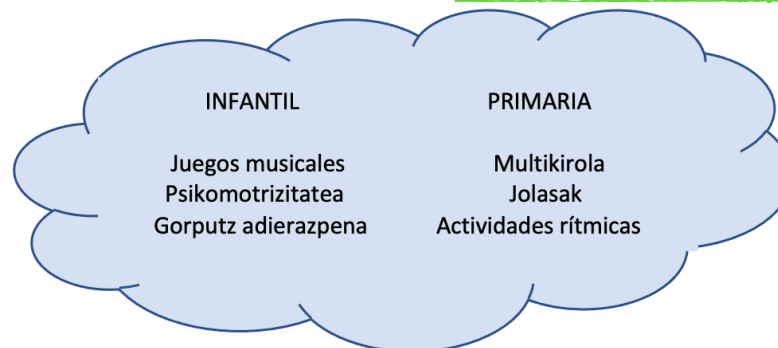 INFANTIL
Juegos musicales
Psikomotrizitatea
Gorputz adierazpena
PRIMARIA
Multikirola
Jolasak
Actividades rítmicas